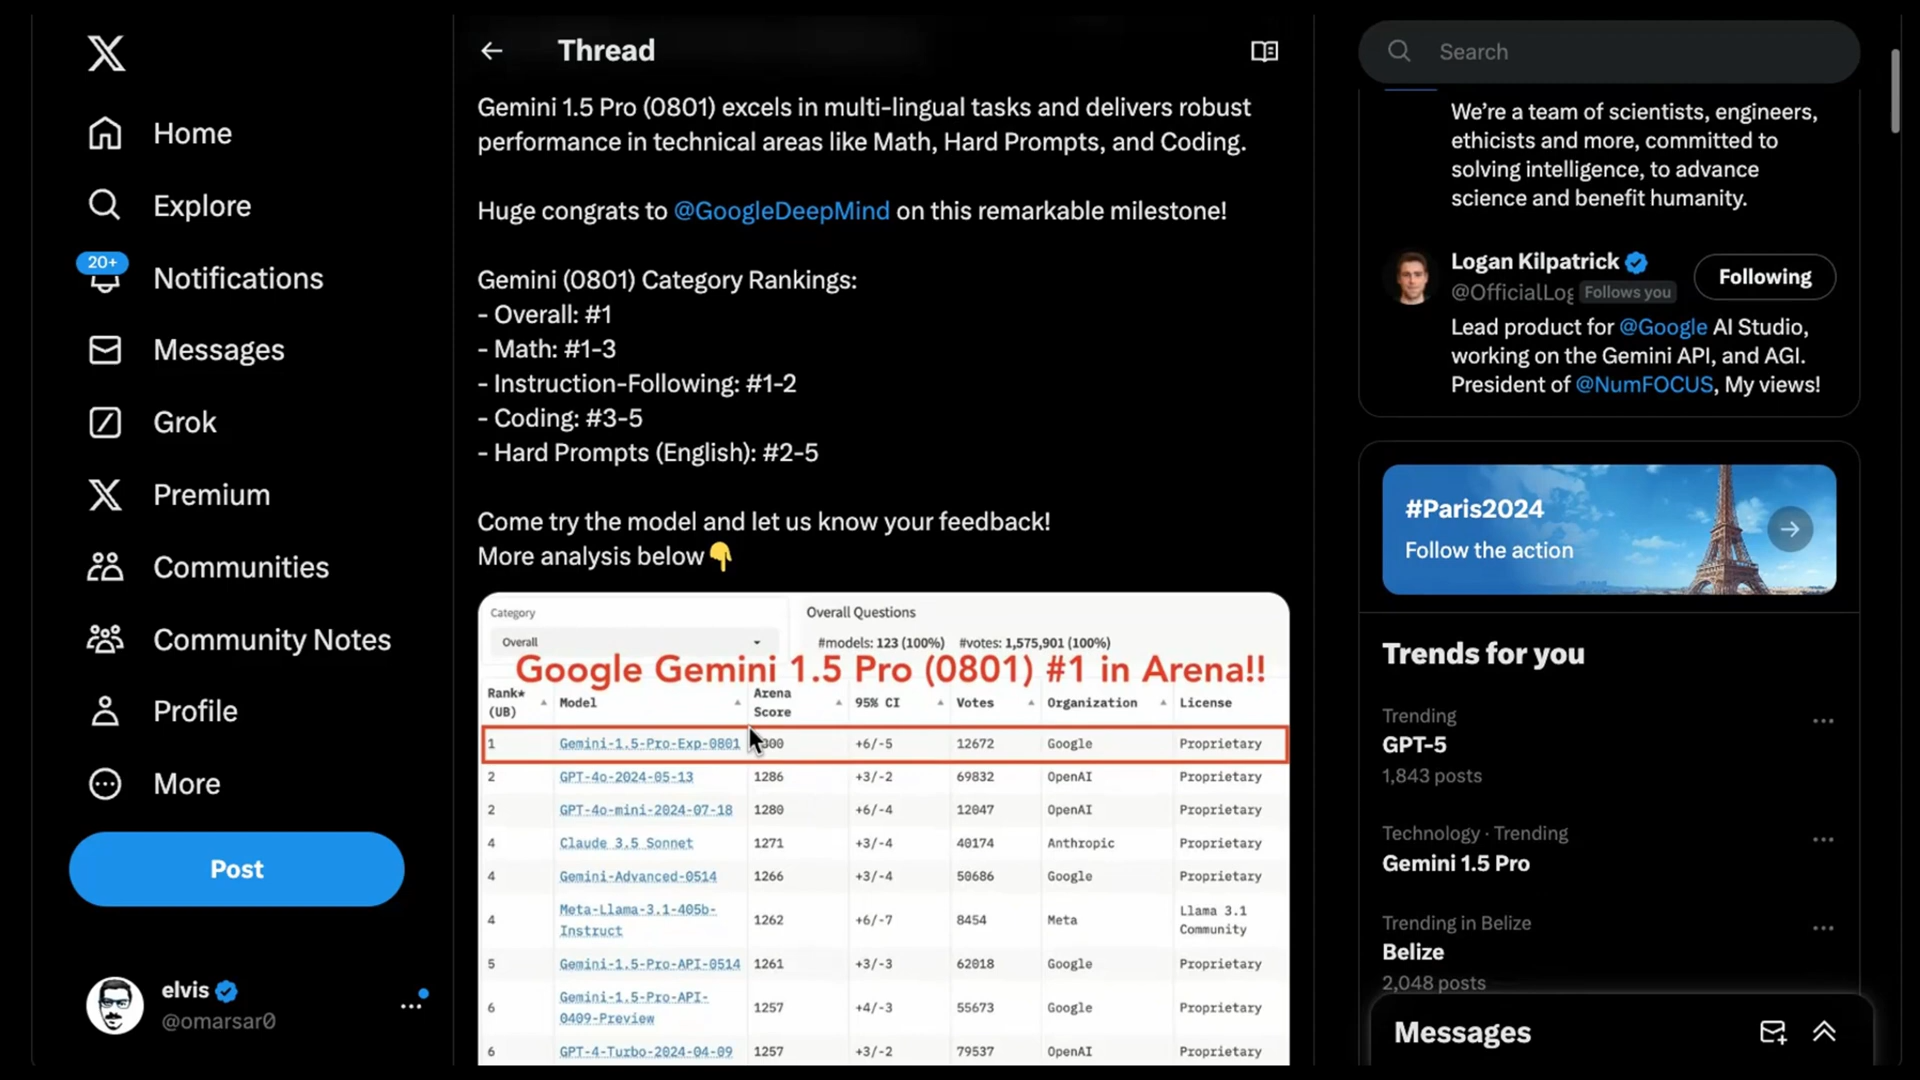 Home
Explore
20+
Notifications
Messages
Grok
Premium
Communities
Community Notes
Profile
More
Post
elvis
@omarsar0
Thread
Gemini 1.5 Pro (0801) excels in multi-lingual tasks and delivers robust
performance in technical areas like Math, Hard Prompts, and Coding.
Huge congrats to @GoogleDeepMind on this remarkable milestone!
Gemini (0801) Category Rankings:
- Overall: #1
- Math: #1-3
- Instruction-Following: #1-2
- Coding: #3-5
- Hard Prompts (English): #2-5
Come try the model and let us know your feedback!
More analysis below👇
Category
Overall
Overall Questions
#models: 123 (100%) #votes: 1,575,901 (100%)
Google Gemini 1.5 Pro (0801) #1 in Arena!!
Rank* (UB) Model Arena Score 95% CI Votes Organization License
1 Gemini-1.5-Pro-Exp-0801 +6/-5 12672 Google Proprietary
2 GPT-4o-2024-05-13 1286 +3/-2 69832 OpenAI Proprietary
2 GPT-4o-mini-2024-07-18 1280 +6/-4 12047 OpenAI Proprietary
4 Claude 3.5 Sonnet 1271 +3/-4 40174 Anthropic Proprietary
4 Gemini-Advanced-0514 1266 +3/-4 50686 Google Proprietary
4 Meta-Llama-3.1-405b-Instruct 1262 +6/-7 8454 Meta Llama 3.1 Community
5 Gemini-1.5-Pro-API-0514 1261 +3/-3 62018 Google Proprietary
6 Gemini-1.5-Pro-API-0409-Preview 1257 +4/-3 55673 Google Proprietary
6 GPT-4-Turbo-2024-04-09 1257 +3/-2 79537 OpenAI Proprietary
Search
We're a team of scientists, engineers,
ethicists and more, committed to
solving intelligence, to advance
science and benefit humanity.
Logan Kilpatrick
@OfficialLog Follows you
Following
Lead product for @Google AI Studio,
working on the Gemini API, and AGI.
President of @NumFOCUS, My views!
#Paris2024
Follow the action
Trends for you
Trending
GPT-5
1,843 posts
Technology · Trending
Gemini 1.5 Pro
Trending in Belize
Belize
2,048 posts
Messages